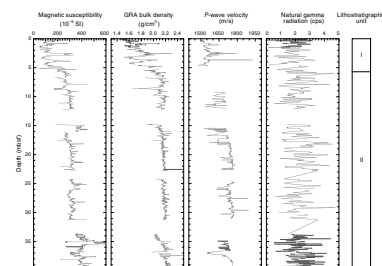 Magnetic susceptibility GRA bulk density P-wave velocity Natural gamma Lithostratigraphi
(10⁻⁶ SI) (g/cm³) (m/s) radiation (cps) unit
0 200 400 600 1.4 1.6 1.8 2.0 2.2 2.4 1500 1650 1800 1950 0 1 2 3 4 5
0
5
10
15
20
25
30
35
Depth (mbsf)
I
II